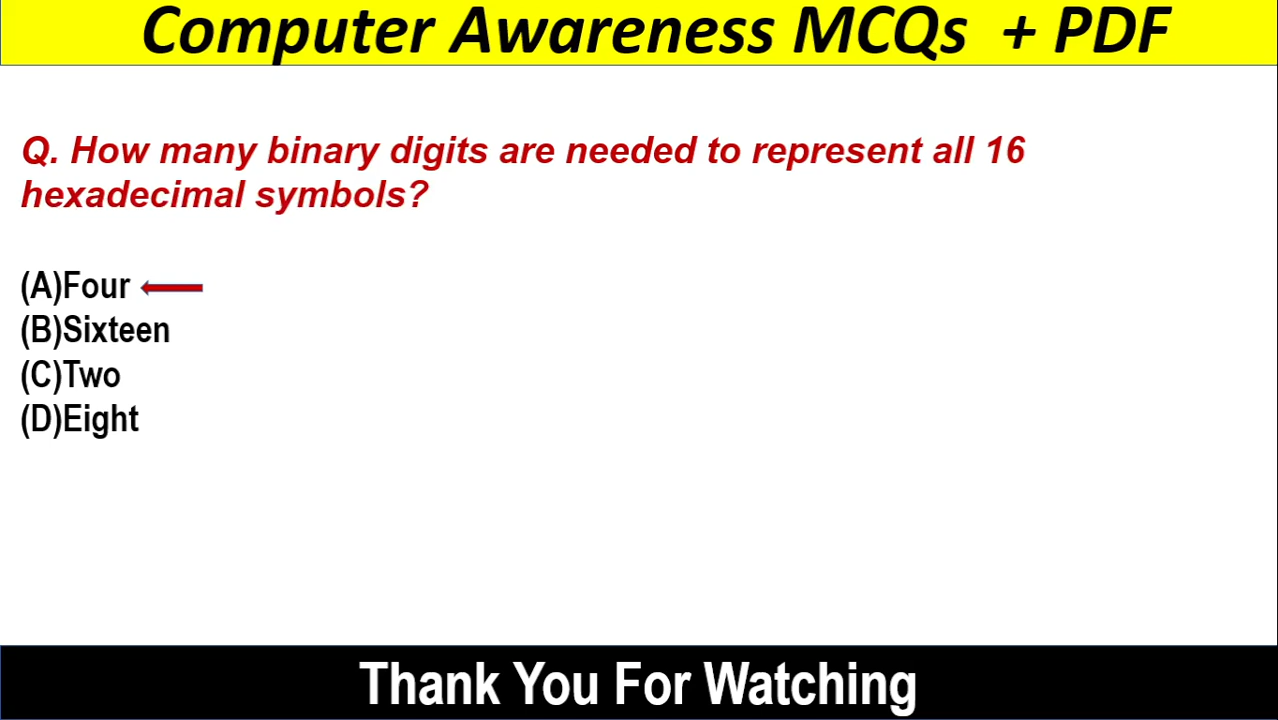 Computer Awareness MCQs + PDF
Q. How many binary digits are needed to represent all 16
hexadecimal symbols?
(A)Four
(B)Sixteen
(C)Two
(D)Eight
Thank You For Watching